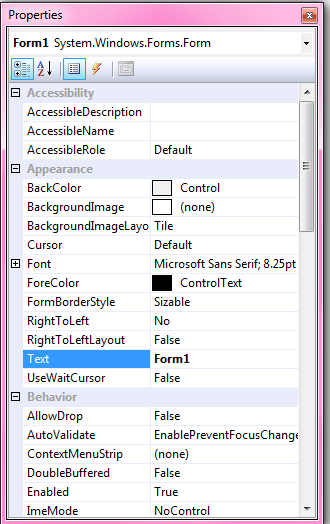 Properties
Form1 System.Windows.Forms.Form
Accessibility
AccessibleDescription
AccessibleName
AccessibleRole Default
Appearance
BackColor Control
BackgroundImage (none)
BackgroundImageLayo Tile
Cursor Default
Font Microsoft Sans Serif; 8.25pt
ForeColor ControlText
FormBorderStyle Sizable
RightToLeft No
RightToLeftLayout False
Text Form1
UseWaitCursor False
Behavior
AllowDrop False
AutoValidate EnablePreventFocusChange
ContextMenuStrip (none)
DoubleBuffered False
Enabled True
ImeMode NoControl